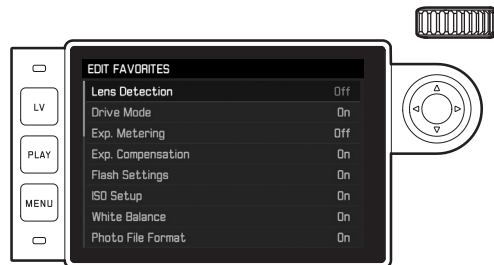 EDIT FAVORITES
Lens Detection Off
Drive Mode On
Exp. Metering Off
Exp. Compensation On
Flash Settings On
ISO Setup On
White Balance On
Photo File Format On
LV
PLAY
MENU